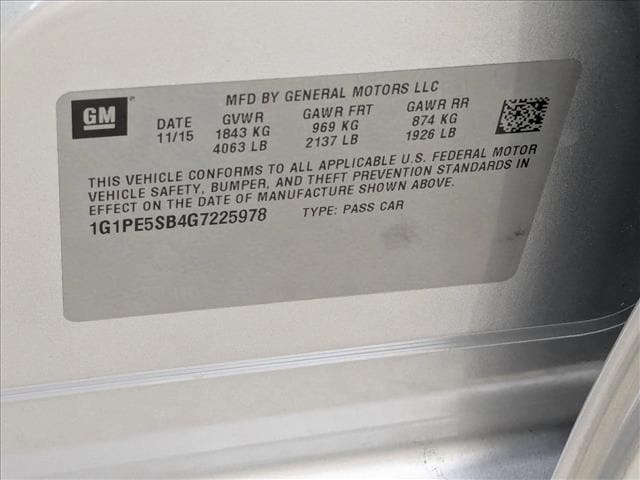 MFD BY GENERAL MOTORS LLC
GM
DATE GVWR GAWR FRT GAWR RR
11/15 1843 KG 969 KG 874 KG
4063 LB 2137 LB 1926 LB
THIS VEHICLE CONFORMS TO ALL APPLICABLE U.S. FEDERAL MOTOR
VEHICLE SAFETY, BUMPER, AND THEFT PREVENTION STANDARDS IN
EFFECT ON THE DATE OF MANUFACTURE SHOWN ABOVE.
1G1PE5SB4G7225978 TYPE: PASS CAR